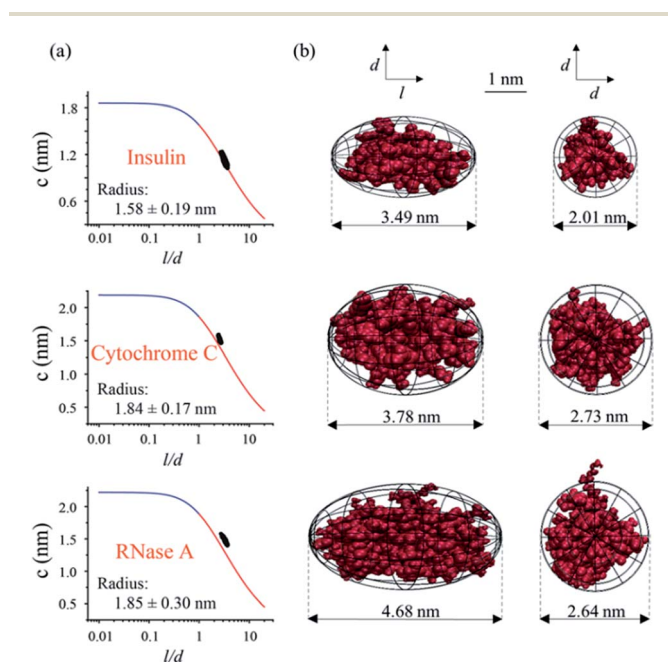 (a)
(b)
d
l
d
d
1 nm
c (nm)
1.8
1.2
0.6
Insulin
Radius:
1.58 ± 0.19 nm
0.01 0.1 1 10
l/d
3.49 nm
2.01 nm
c (nm)
2.0
1.5
1.0
0.5
Cytochrome C
Radius:
1.84 ± 0.17 nm
0.01 0.1 1 10
l/d
3.78 nm
2.73 nm
c (nm)
2.0
1.5
1.0
0.5
RNase A
Radius:
1.85 ± 0.30 nm
0.01 0.1 1 10
l/d
4.68 nm
2.64 nm